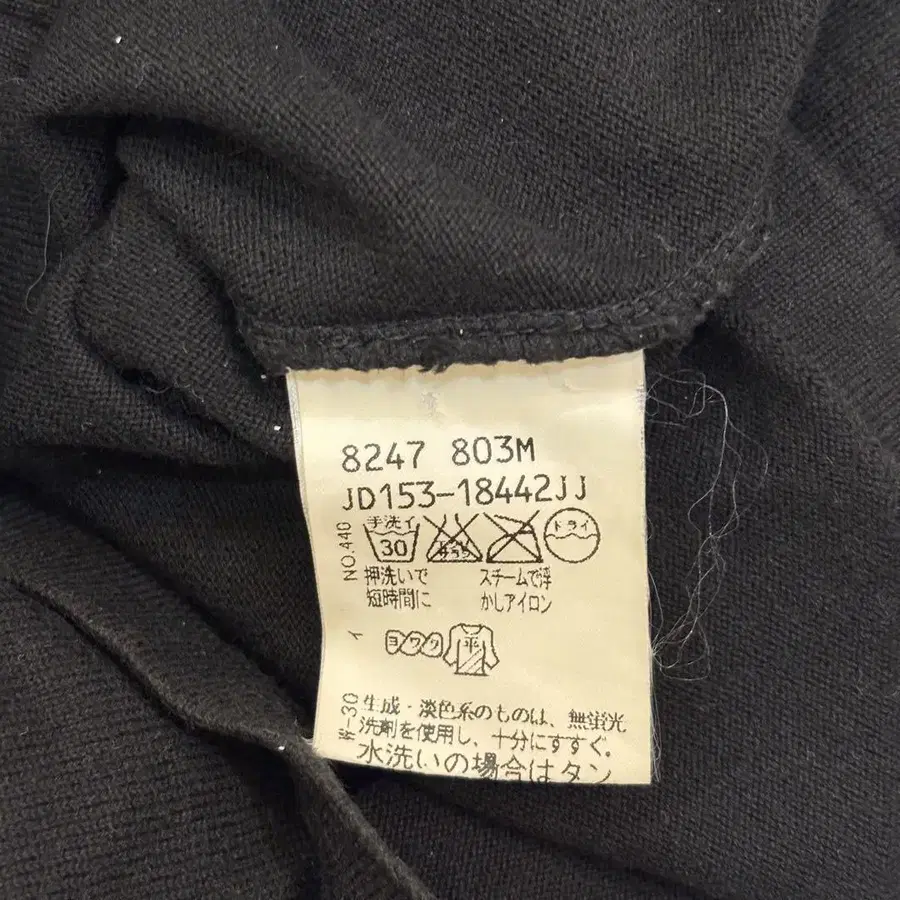 8247 803M
JD153-18442JJ
手洗イ 30 ドライ
NO.440
押洗いで 短時間に
スチームで浮かしアイロン
ヨワク 平
イ
-30
生成・淡色系のものは、無蛍光
洗剤を使用し、十分にすすぐ。
水洗いの場合はタン